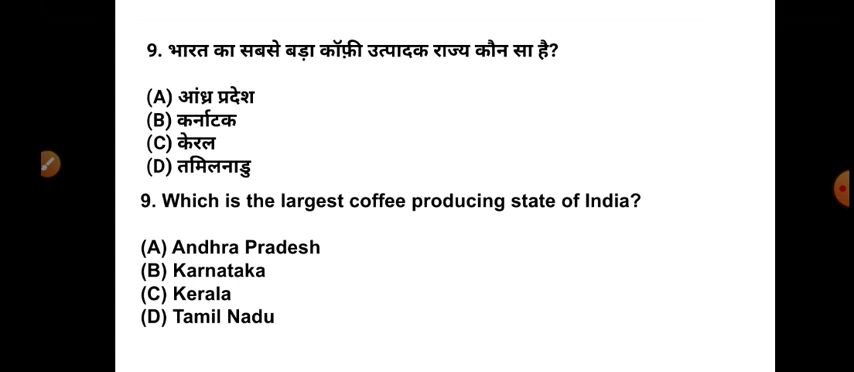 9. भारत का सबसे बड़ा कॉफ़ी उत्पादक राज्य कौन सा है?
(A) आंध्र प्रदेश
(B) कर्नाटक
(C) केरल
(D) तमिलनाडु
9. Which is the largest coffee producing state of India?
(A) Andhra Pradesh
(B) Karnataka
(C) Kerala
(D) Tamil Nadu